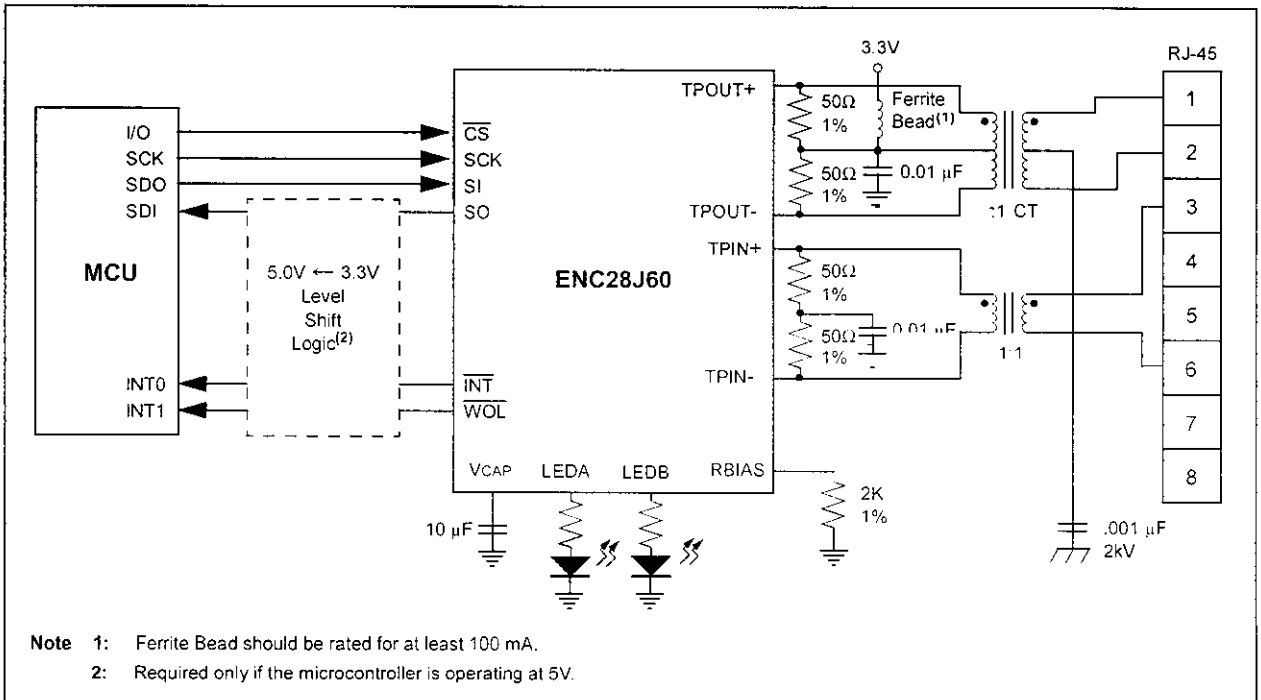 3.3V
RJ-45
TPOUT+
50Ω
1%
Ferrite
Bead(1)
1
I/O
CS
SCK
SCK
SDO
SI
SDI
SO
50Ω
1%
0.01 µF
2
TPOUT-
:1 CT
3
TPIN+
4
MCU
5.0V ← 3.3V
Level
Shift
Logic(2)
ENC28J60
50Ω
1%
5
50Ω
1%
0.01 µF
1:1
6
INT0
INT
TPIN-
INT1
WOL
7
VCAP
LEDA
LEDB
RBIAS
8
10 µF
2K
1%
.001 µF
2kV
Note 1: Ferrite Bead should be rated for at least 100 mA.
2: Required only if the microcontroller is operating at 5V.